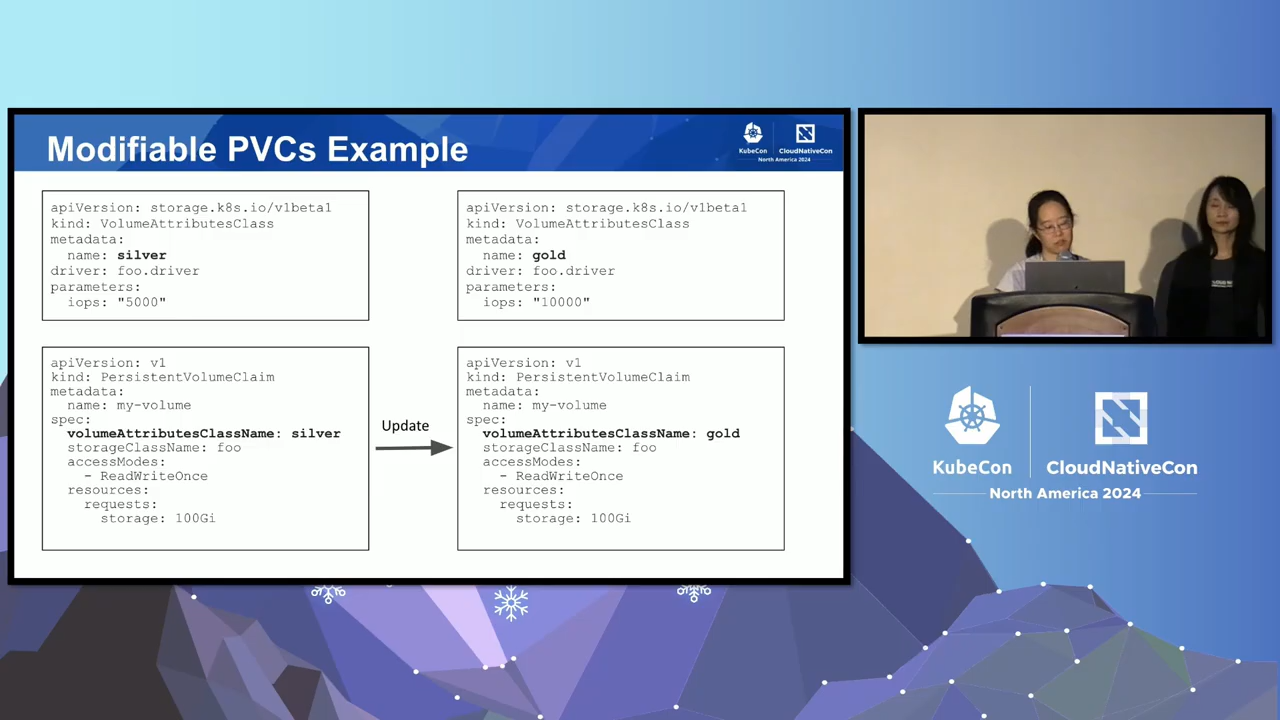 Modifiable PVCs Example
KubeCon
CloudNativeCon
North America 2024
apiVersion: storage.k8s.io/v1beta1
kind: VolumeAttributesClass
metadata:
  name: silver
driver: foo.driver
parameters:
  iops: "5000"
apiVersion: storage.k8s.io/v1beta1
kind: VolumeAttributesClass
metadata:
  name: gold
driver: foo.driver
parameters:
  iops: "10000"
apiVersion: v1
kind: PersistentVolumeClaim
metadata:
  name: my-volume
spec:
  volumeAttributesClassName: silver
  storageClassName: foo
  accessModes:
    - ReadWriteOnce
  resources:
    requests:
      storage: 100Gi
Update
apiVersion: v1
kind: PersistentVolumeClaim
metadata:
  name: my-volume
spec:
  volumeAttributesClassName: gold
  storageClassName: foo
  accessModes:
    - ReadWriteOnce
  resources:
    requests:
      storage: 100Gi
KubeCon
CloudNativeCon
North America 2024